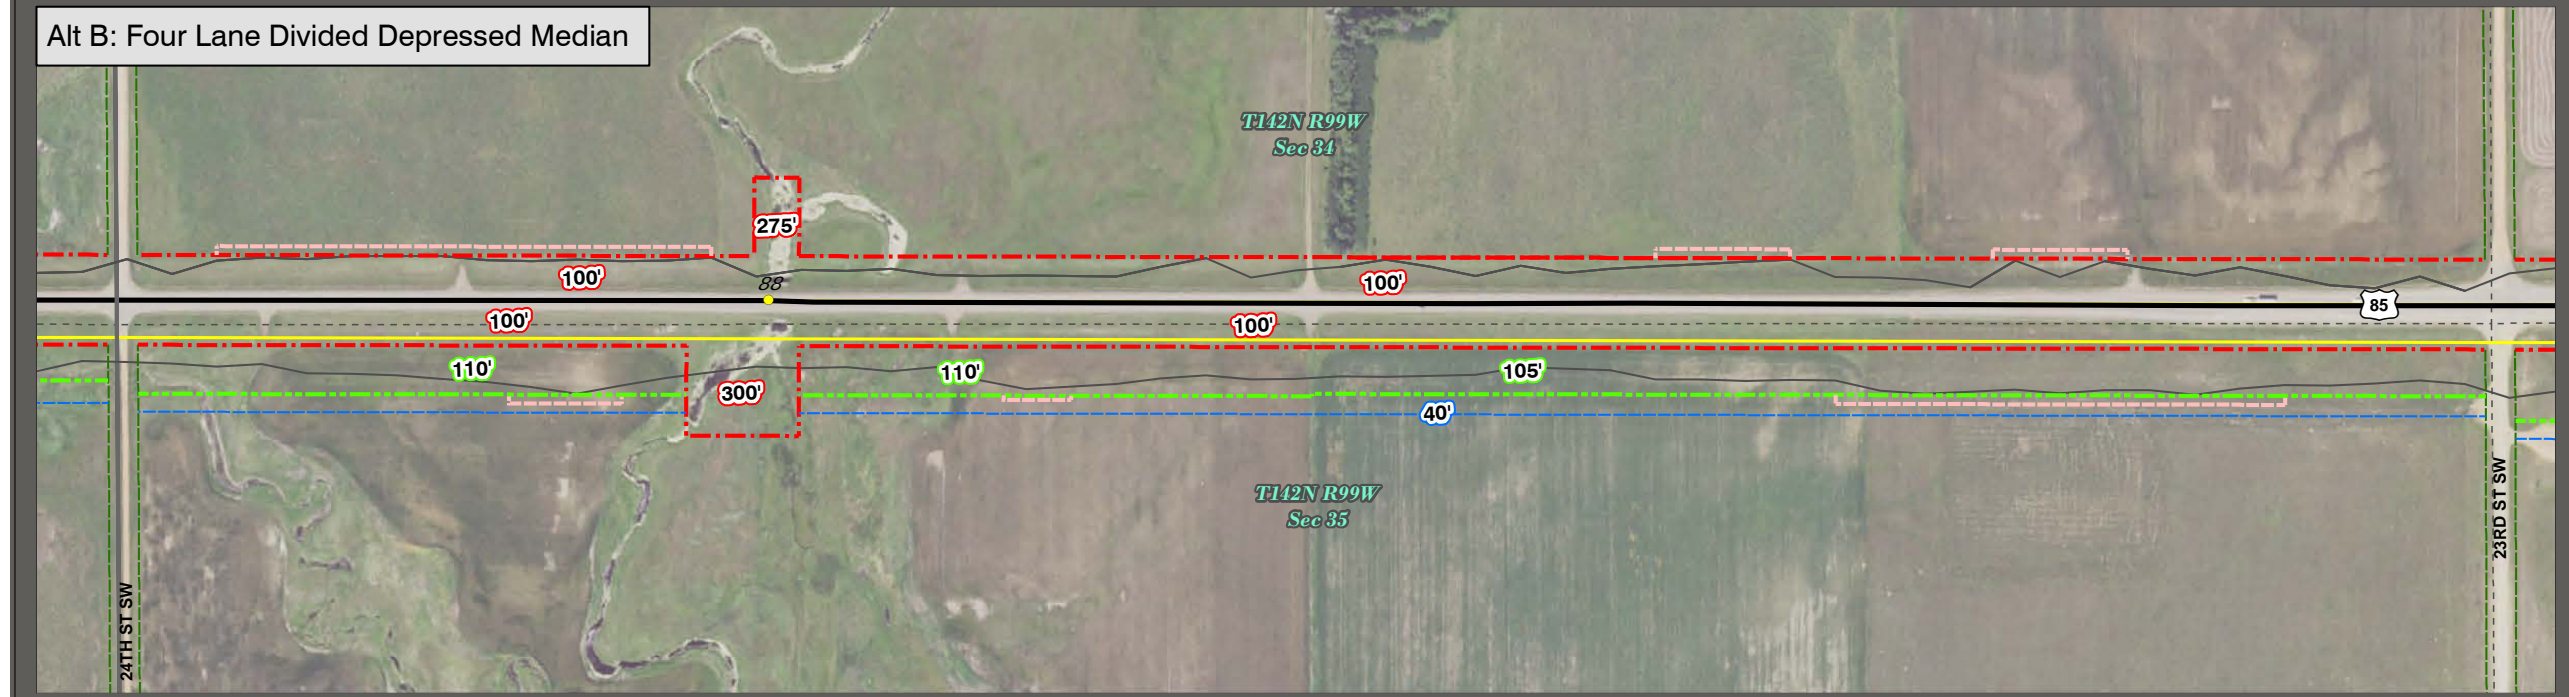 Alt B: Four Lane Divided Depressed Median
T142N R99W
Sec 34
275'
100'
88
100'
85
100'
100'
110'
110'
105'
300'
40'
T142N R99W
Sec 35
24TH ST SW
23RD ST SW